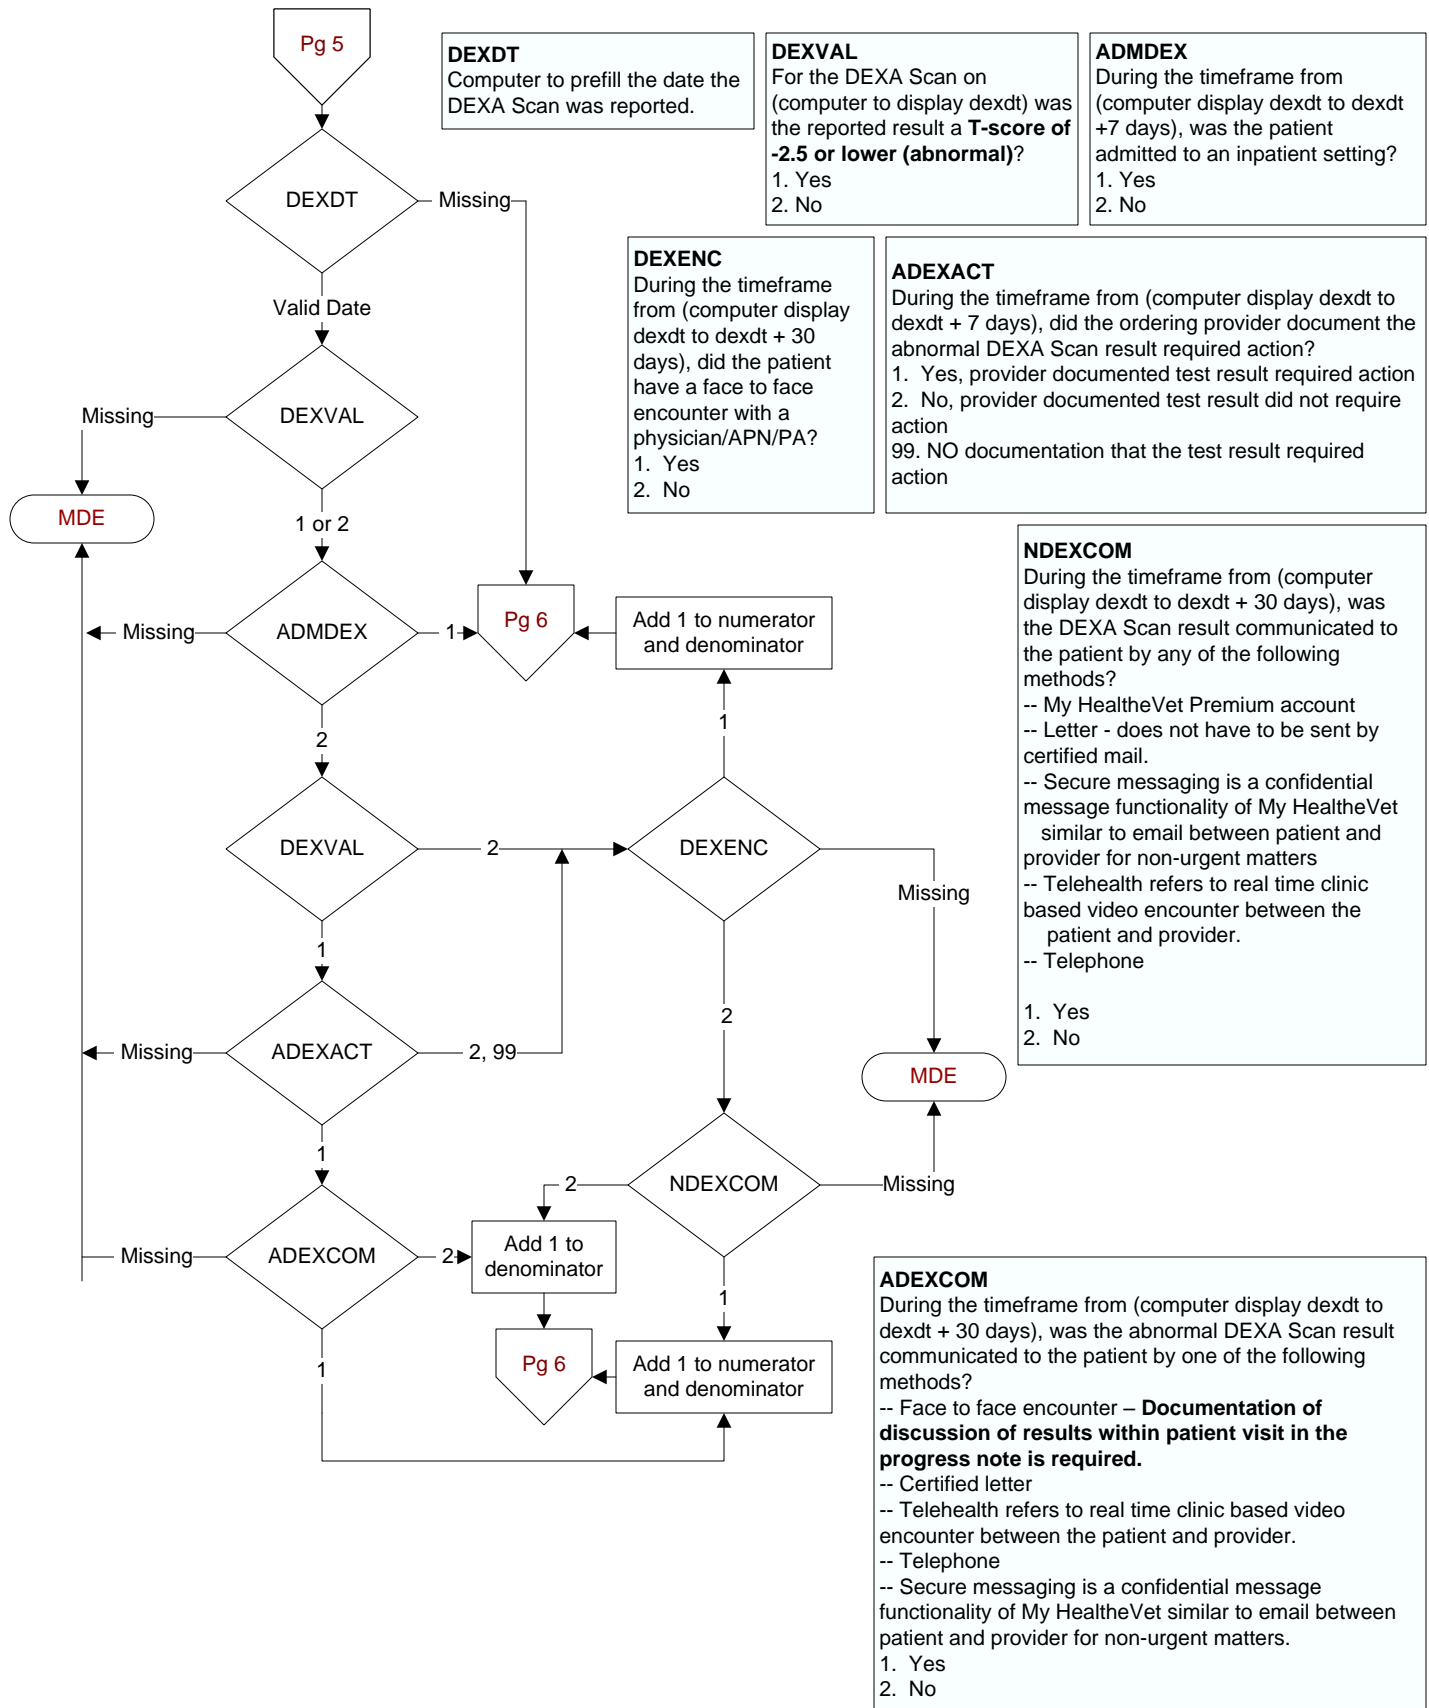 Pg 5
DEXDT
Computer to prefill the date the
DEXA Scan was reported.
DEXVAL
For the DEXA Scan on
(computer to display dexdt) was
the reported result a T-score of
-2.5 or lower (abnormal)?
1. Yes
2. No
ADMDEX
During the timeframe from
(computer display dexdt to dexdt
+7 days), was the patient
admitted to an inpatient setting?
1. Yes
2. No
DEXDT
Missing
Valid Date
DEXENC
During the timeframe
from (computer display
dexdt to dexdt + 30
days), did the patient
have a face to face
encounter with a
physician/APN/PA?
1. Yes
2. No
ADEXACT
During the timeframe from (computer display dexdt to
dexdt + 7 days), did the ordering provider document the
abnormal DEXA Scan result required action?
1. Yes, provider documented test result required action
2. No, provider documented test result did not require
action
99. NO documentation that the test result required
action
Missing
DEXVAL
MDE
1 or 2
NDEXCOM
During the timeframe from (computer
display dexdt to dexdt + 30 days), was
the DEXA Scan result communicated to
the patient by any of the following
methods?
-- My HealtheVet Premium account
-- Letter - does not have to be sent by
certified mail.
-- Secure messaging is a confidential
message functionality of My HealtheVet
similar to email between patient and
provider for non-urgent matters
-- Telehealth refers to real time clinic
based video encounter between the
patient and provider.
-- Telephone
1. Yes
2. No
Missing
ADMDEX
1
Pg 6
Add 1 to numerator
and denominator
2
1
DEXVAL
2
DEXENC
Missing
1
2
Missing
ADEXACT
2, 99
MDE
1
2
NDEXCOM
Missing
Missing
ADEXCOM
2
Add 1 to
denominator
1
1
Pg 6
Add 1 to numerator
and denominator
ADEXCOM
During the timeframe from (computer display dexdt to
dexdt + 30 days), was the abnormal DEXA Scan result
communicated to the patient by one of the following
methods?
-- Face to face encounter – Documentation of
discussion of results within patient visit in the
progress note is required.
-- Certified letter
-- Telehealth refers to real time clinic based video
encounter between the patient and provider.
-- Telephone
-- Secure messaging is a confidential message
functionality of My HealtheVet similar to email between
patient and provider for non-urgent matters.
1. Yes
2. No